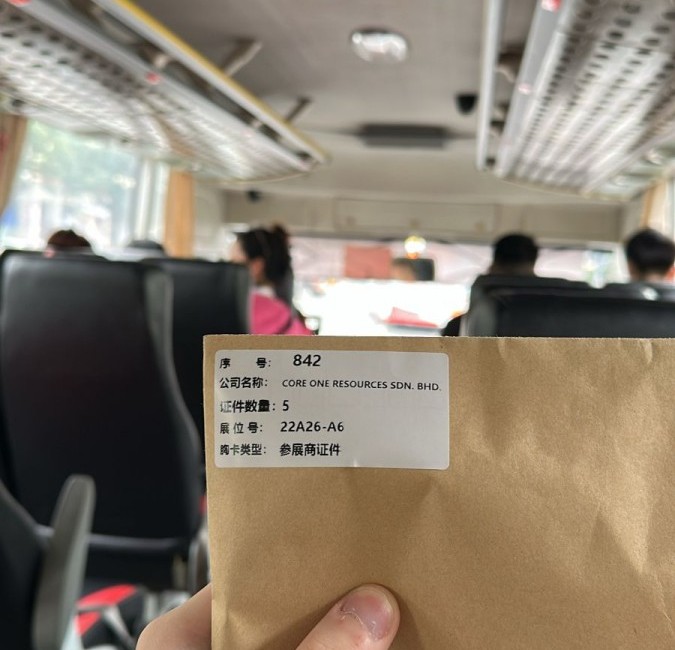 序 号： 842
公司名称： CORE ONE RESOURCES SDN. BHD.
证件数量：5
展 位 号： 22A26-A6
胸卡类型： 参展商证件